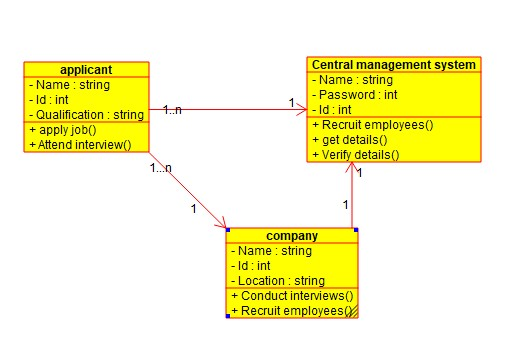 applicant
- Name : string
- Id : int
- Qualification : string
+ apply job()
+ Attend interview()
Central management system
- Name : string
- Password : int
- Id : int
+ Recruit employees()
+ get details()
+ Verify details()
1..n
1
1...n
1
1
1
company
- Name : string
- Id : int
- Location : string
+ Conduct interviews()
+ Recruit employees()